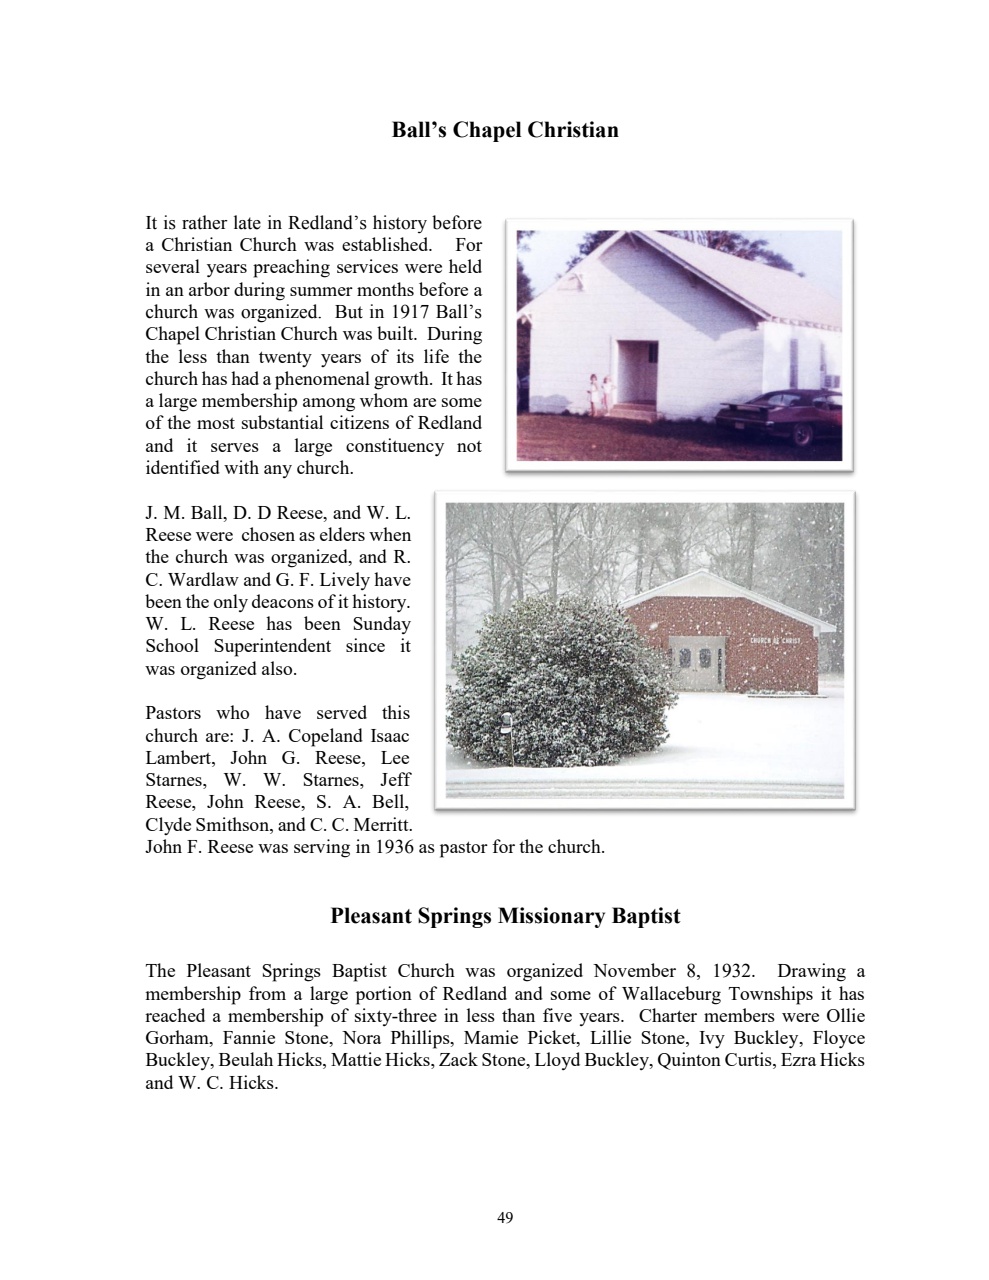 Ball’s Chapel Christian
It is rather late in Redland’s history before
a Christian Church was established.   For
several years preaching services were held
in an arbor during summer months before a
church was organized.  But in 1917 Ball’s
Chapel Christian Church was built.  During
the less than twenty years of its life the
church has had a phenomenal growth.  It has
a large membership among whom are some
of the most substantial citizens of Redland
and it serves a large constituency not
identified with any church.
J. M. Ball, D. D Reese, and W. L.
Reese were  chosen as elders when
the church was organized, and R.
C. Wardlaw and G. F. Lively have
been the only deacons of it history.
W. L. Reese has been Sunday
School Superintendent since it
was organized also.
CHURCH OF CHRIST
Pastors who have served this
church are: J. A. Copeland Isaac
Lambert, John G. Reese, Lee
Starnes, W. W. Starnes, Jeff
Reese, John Reese, S. A. Bell,
Clyde Smithson, and C. C. Merritt.
John F. Reese was serving in 1936 as pastor for the church.
Pleasant Springs Missionary Baptist
The Pleasant Springs Baptist Church was organized November 8, 1932.   Drawing a
membership from a large portion of Redland and some of Wallaceburg Townships it has
reached a membership of sixty-three in less than five years.  Charter members were Ollie
Gorham, Fannie Stone, Nora Phillips, Mamie Picket, Lillie Stone, Ivy Buckley, Floyce
Buckley, Beulah Hicks, Mattie Hicks, Zack Stone, Lloyd Buckley, Quinton Curtis, Ezra Hicks
and W. C. Hicks.
49